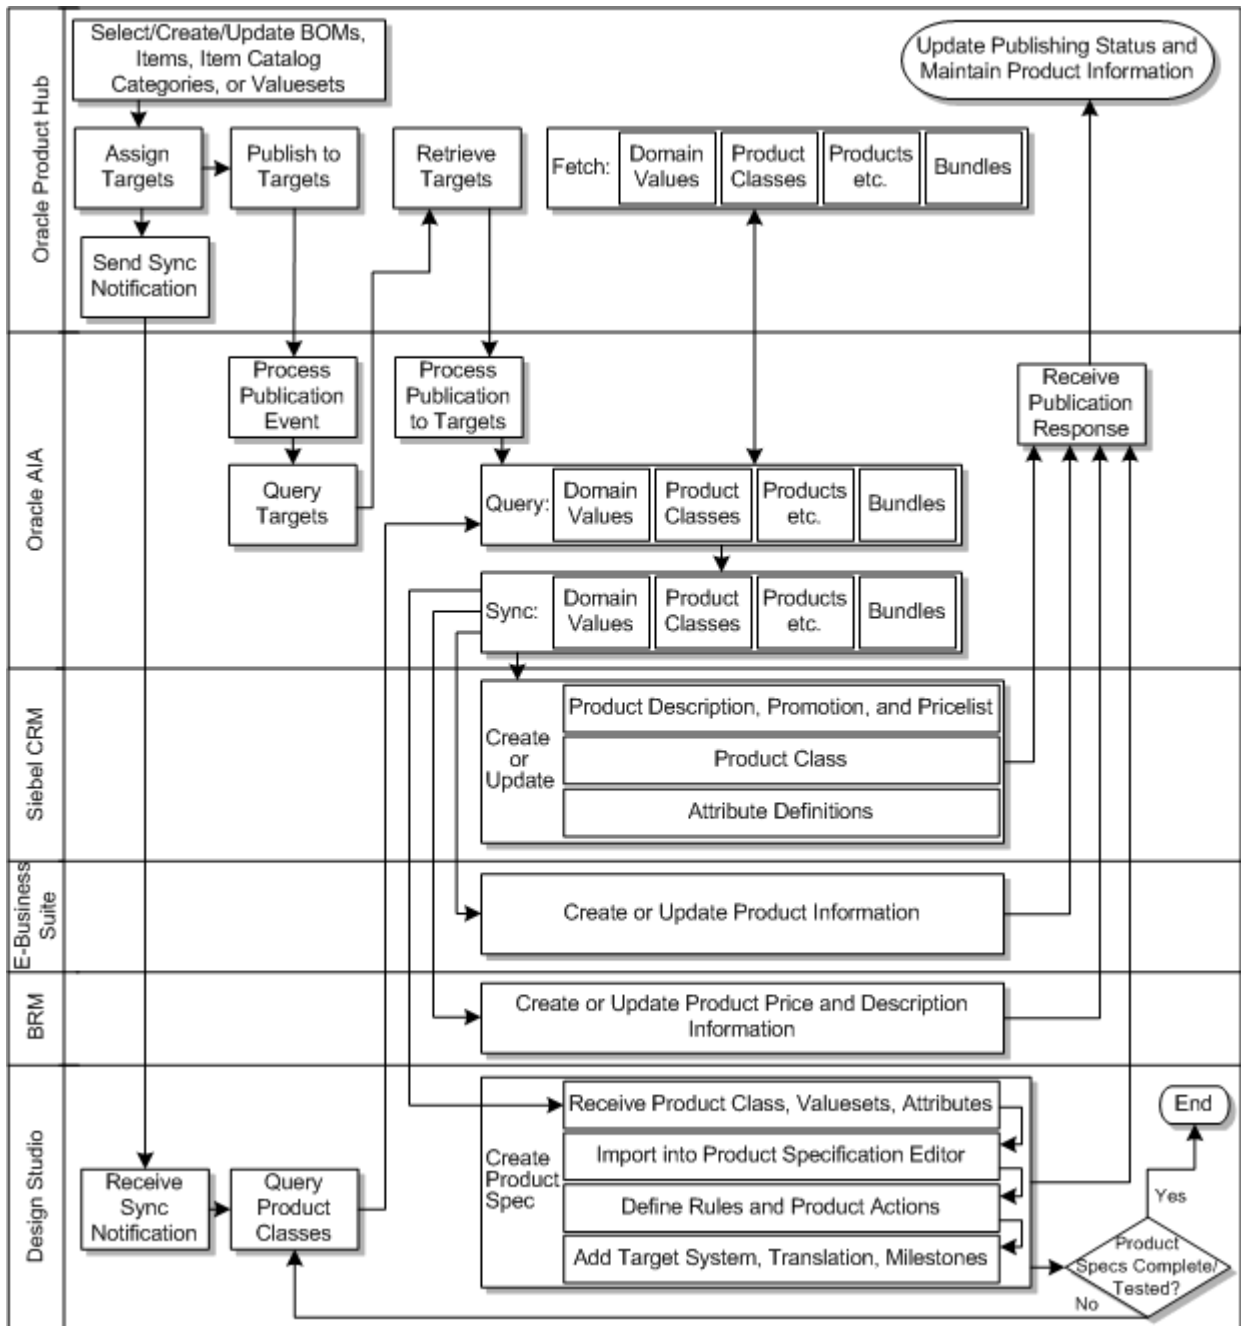 Oracle Product Hub
Select/Create/Update BOMs,
Items, Item Catalog
Categories, or Valuesets
Update Publishing Status and
Maintain Product Information
Assign
Targets
Publish to
Targets
Retrieve
Targets
Fetch:
Domain
Values
Product
Classes
Products
etc.
Bundles
Send Sync
Notification
Oracle AIA
Process
Publication
Event
Process
Publication
to Targets
Receive
Publication
Response
Query
Targets
Query:
Domain
Values
Product
Classes
Products
etc.
Bundles
Sync:
Domain
Values
Product
Classes
Products
etc.
Bundles
Siebel CRM
Create
or
Update
Product Description, Promotion, and Pricelist
Product Class
Attribute Definitions
E-Business
Suite
Create or Update Product Information
BRM
Create or Update Product Price and Description
Information
Design Studio
Receive
Sync
Notification
Query
Product
Classes
Create
Product
Spec
Receive Product Class, Valuesets, Attributes
Import into Product Specification Editor
Define Rules and Product Actions
Add Target System, Translation, Milestones
End
Yes
Product
Specs Complete/
Tested?
No